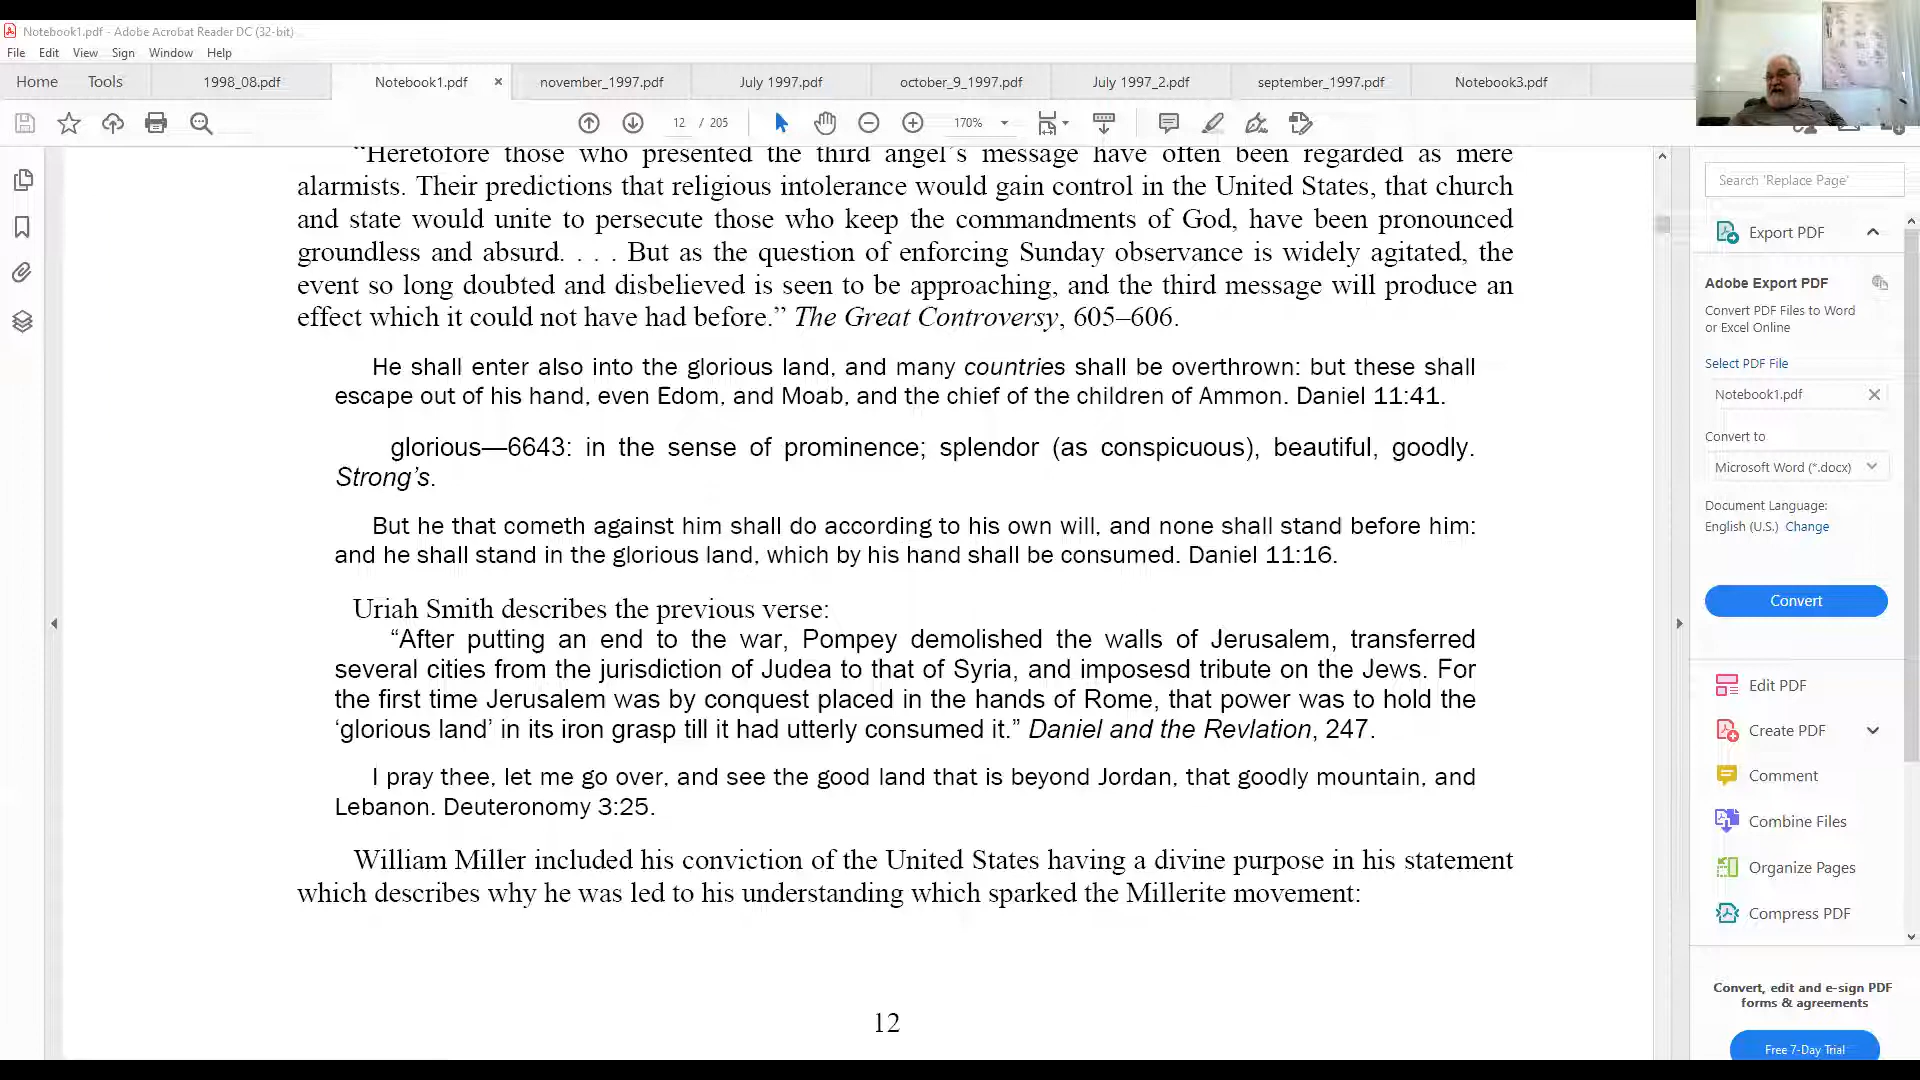 Notebook1.pdf - Adobe Acrobat Reader DC (32-bit)
File Edit View Sign Window Help
Home Tools 1998_08.pdf Notebook1.pdf × november_1997.pdf July 1997.pdf october_9_1997.pdf July 1997_2.pdf september_1997.pdf Notebook3.pdf
12 / 205 170%
“Heretofore those who presented the third angel’s message have often been regarded as mere
alarmists. Their predictions that religious intolerance would gain control in the United States, that church
and state would unite to persecute those who keep the commandments of God, have been pronounced
groundless and absurd. . . . But as the question of enforcing Sunday observance is widely agitated, the
event so long doubted and disbelieved is seen to be approaching, and the third message will produce an
effect which it could not have had before.” The Great Controversy, 605–606.
He shall enter also into the glorious land, and many countries shall be overthrown: but these shall
escape out of his hand, even Edom, and Moab, and the chief of the children of Ammon. Daniel 11:41.
glorious—6643: in the sense of prominence; splendor (as conspicuous), beautiful, goodly.
Strong’s.
But he that cometh against him shall do according to his own will, and none shall stand before him:
and he shall stand in the glorious land, which by his hand shall be consumed. Daniel 11:16.
Uriah Smith describes the previous verse:
“After putting an end to the war, Pompey demolished the walls of Jerusalem, transferred
several cities from the jurisdiction of Judea to that of Syria, and imposesd tribute on the Jews. For
the first time Jerusalem was by conquest placed in the hands of Rome, that power was to hold the
‘glorious land’ in its iron grasp till it had utterly consumed it.” Daniel and the Revlation, 247.
I pray thee, let me go over, and see the good land that is beyond Jordan, that goodly mountain, and
Lebanon. Deuteronomy 3:25.
William Miller included his conviction of the United States having a divine purpose in his statement
which describes why he was led to his understanding which sparked the Millerite movement:
12
Search 'Replace Page'
Export PDF
Adobe Export PDF
Convert PDF Files to Word
or Excel Online
Select PDF File
Notebook1.pdf
Convert to
Microsoft Word (*.docx)
Document Language:
English (U.S.) Change
Convert
Edit PDF
Create PDF
Comment
Combine Files
Organize Pages
Compress PDF
Convert, edit and e-sign PDF
forms & agreements
Free 7-Day Trial